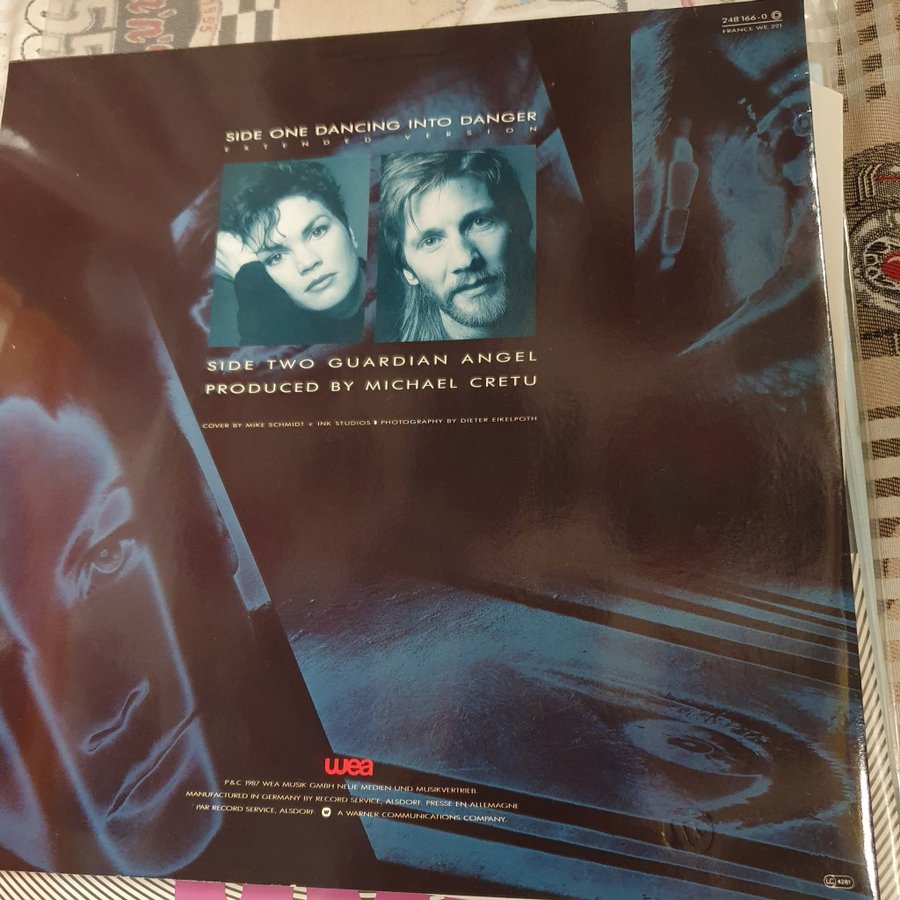 248 166-0 Ⓟ
FRANCE WE 221
SIDE ONE DANCING INTO DANGER
EXTENDED VERSION
SIDE TWO GUARDIAN ANGEL
PRODUCED BY MICHAEL CRETU
COVER BY MIKE SCHMIDT + INK STUDIOS PHOTOGRAPHY BY DIETER EIKELPOTH
wea
P&C 1987 WEA MUSIK GMBH NEUE MEDIEN UND MUSIKVERTRIEB.
MANUFACTURED IN GERMANY BY RECORD SERVICE, ALSDORF. PRESSE EN ALLEMAGNE
PAR RECORD SERVICE, ALSDORF. A WARNER COMMUNICATIONS COMPANY.
LC 4281